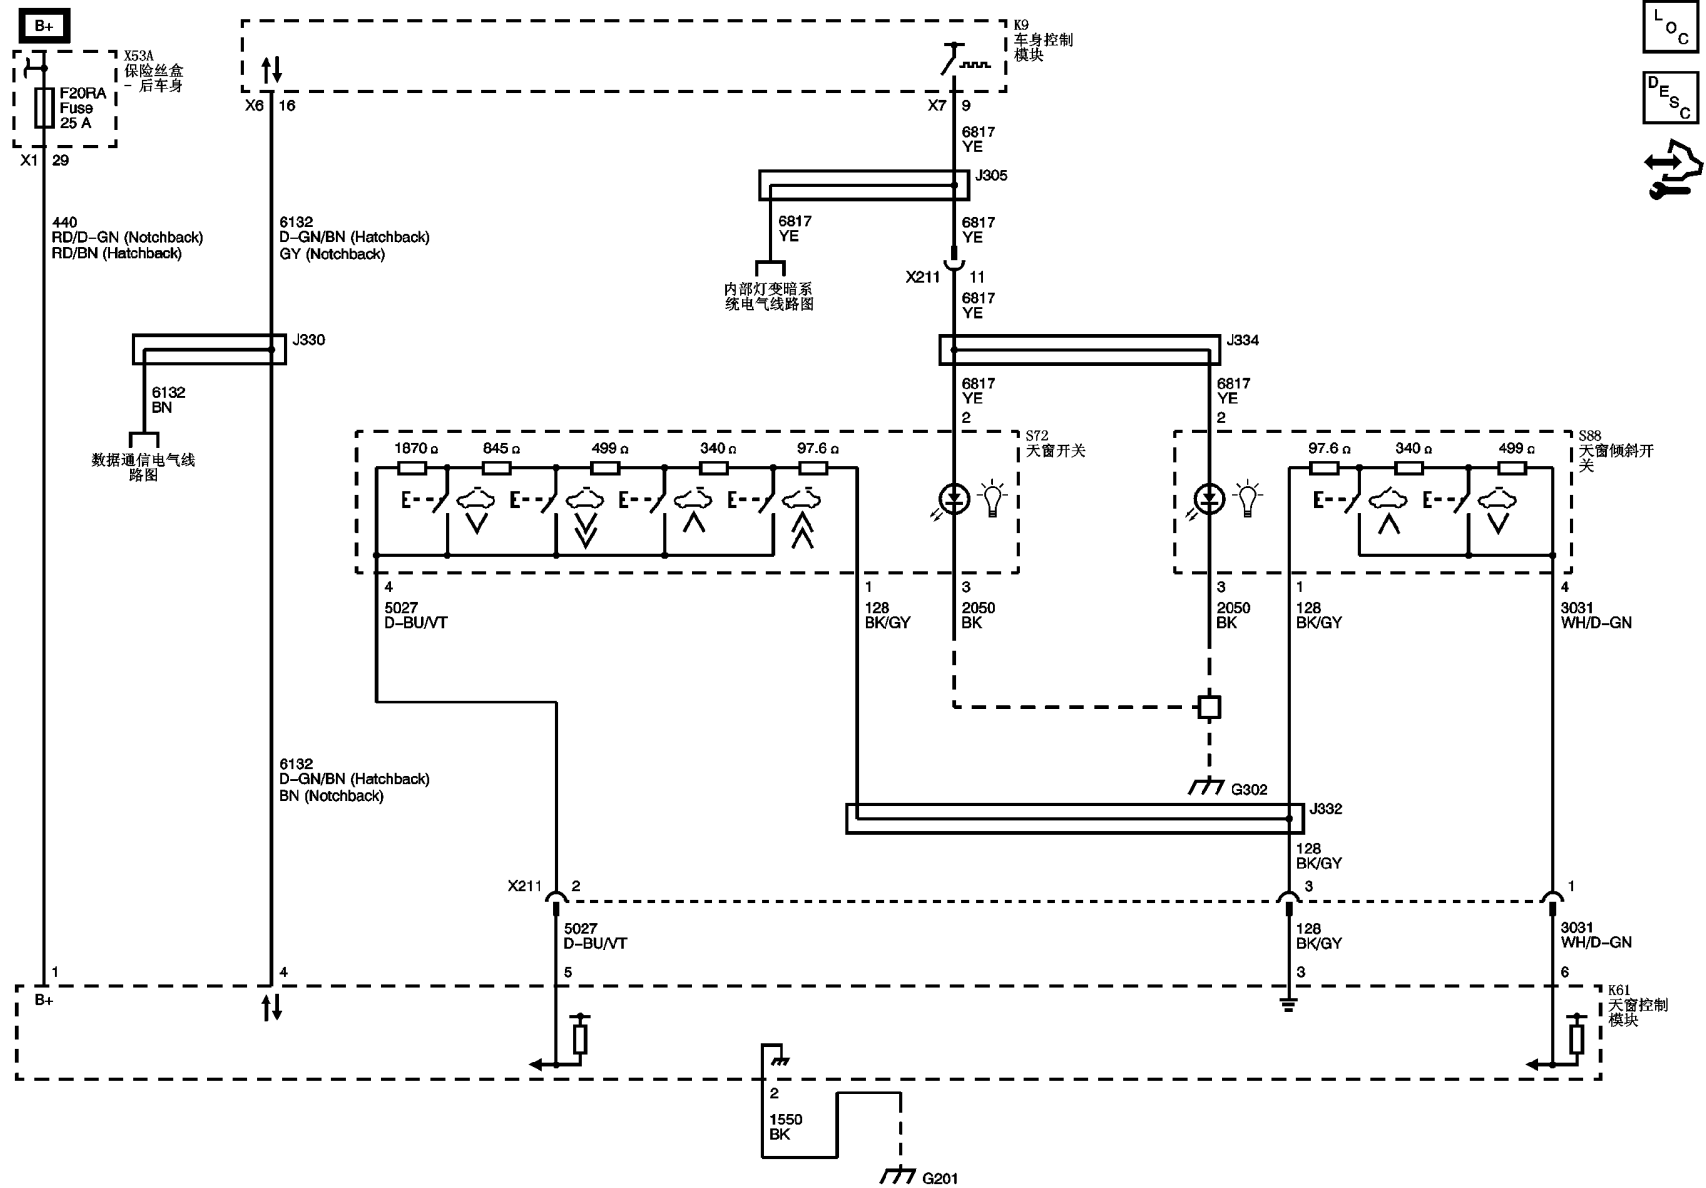 B+
X53A
保险丝盒
- 后车身
F20RA
Fuse
25 A
X1 29
K9
车身控制
模块
X6 16
X7 9
L
O
C
D
E
S
C
6817
YE
J305
6817
YE
6817
YE
内部灯变暗系
统电气线路图
X211 11
6817
YE
440
RD/D-GN (Notchback)
RD/BN (Hatchback)
6132
D-GN/BN (Hatchback)
GY (Notchback)
J330
6132
BN
数据通信电气线
路图
J334
6817
YE
2
6817
YE
2
S72
天窗开关
1870 Ω
845 Ω
499 Ω
340 Ω
97.6 Ω
S88
天窗倾斜开
关
97.6 Ω
340 Ω
499 Ω
4
5027
D-BU/VT
1
128
BK/GY
3
2050
BK
3
2050
BK
1
128
BK/GY
4
3031
WH/D-GN
G302
J332
6132
D-GN/BN (Hatchback)
BN (Notchback)
128
BK/GY
X211 2
3
1
5027
D-BU/VT
128
BK/GY
3031
WH/D-GN
1
4
5
3
6
B+
K61
天窗控制
模块
2
1550
BK
G201